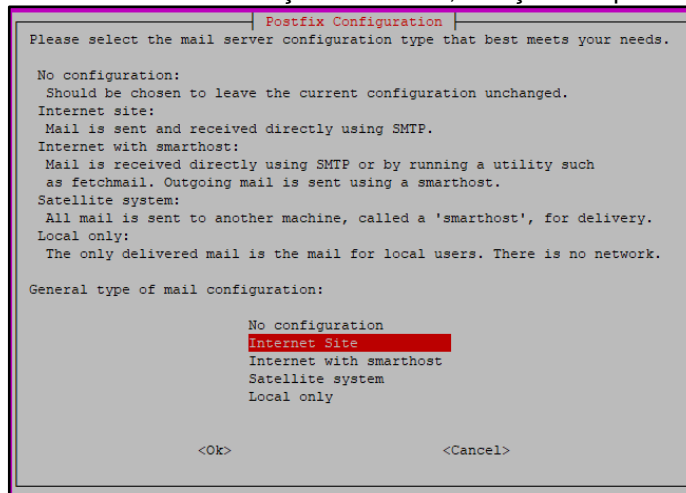 Postfix Configuration
Please select the mail server configuration type that best meets your needs.
No configuration:
Should be chosen to leave the current configuration unchanged.
Internet site:
Mail is sent and received directly using SMTP.
Internet with smarthost:
Mail is received directly using SMTP or by running a utility such
as fetchmail. Outgoing mail is sent using a smarthost.
Satellite system:
All mail is sent to another machine, called a 'smarthost', for delivery.
Local only:
The only delivered mail is the mail for local users. There is no network.
General type of mail configuration:
No configuration
Internet Site
Internet with smarthost
Satellite system
Local only
<Ok> <Cancel>